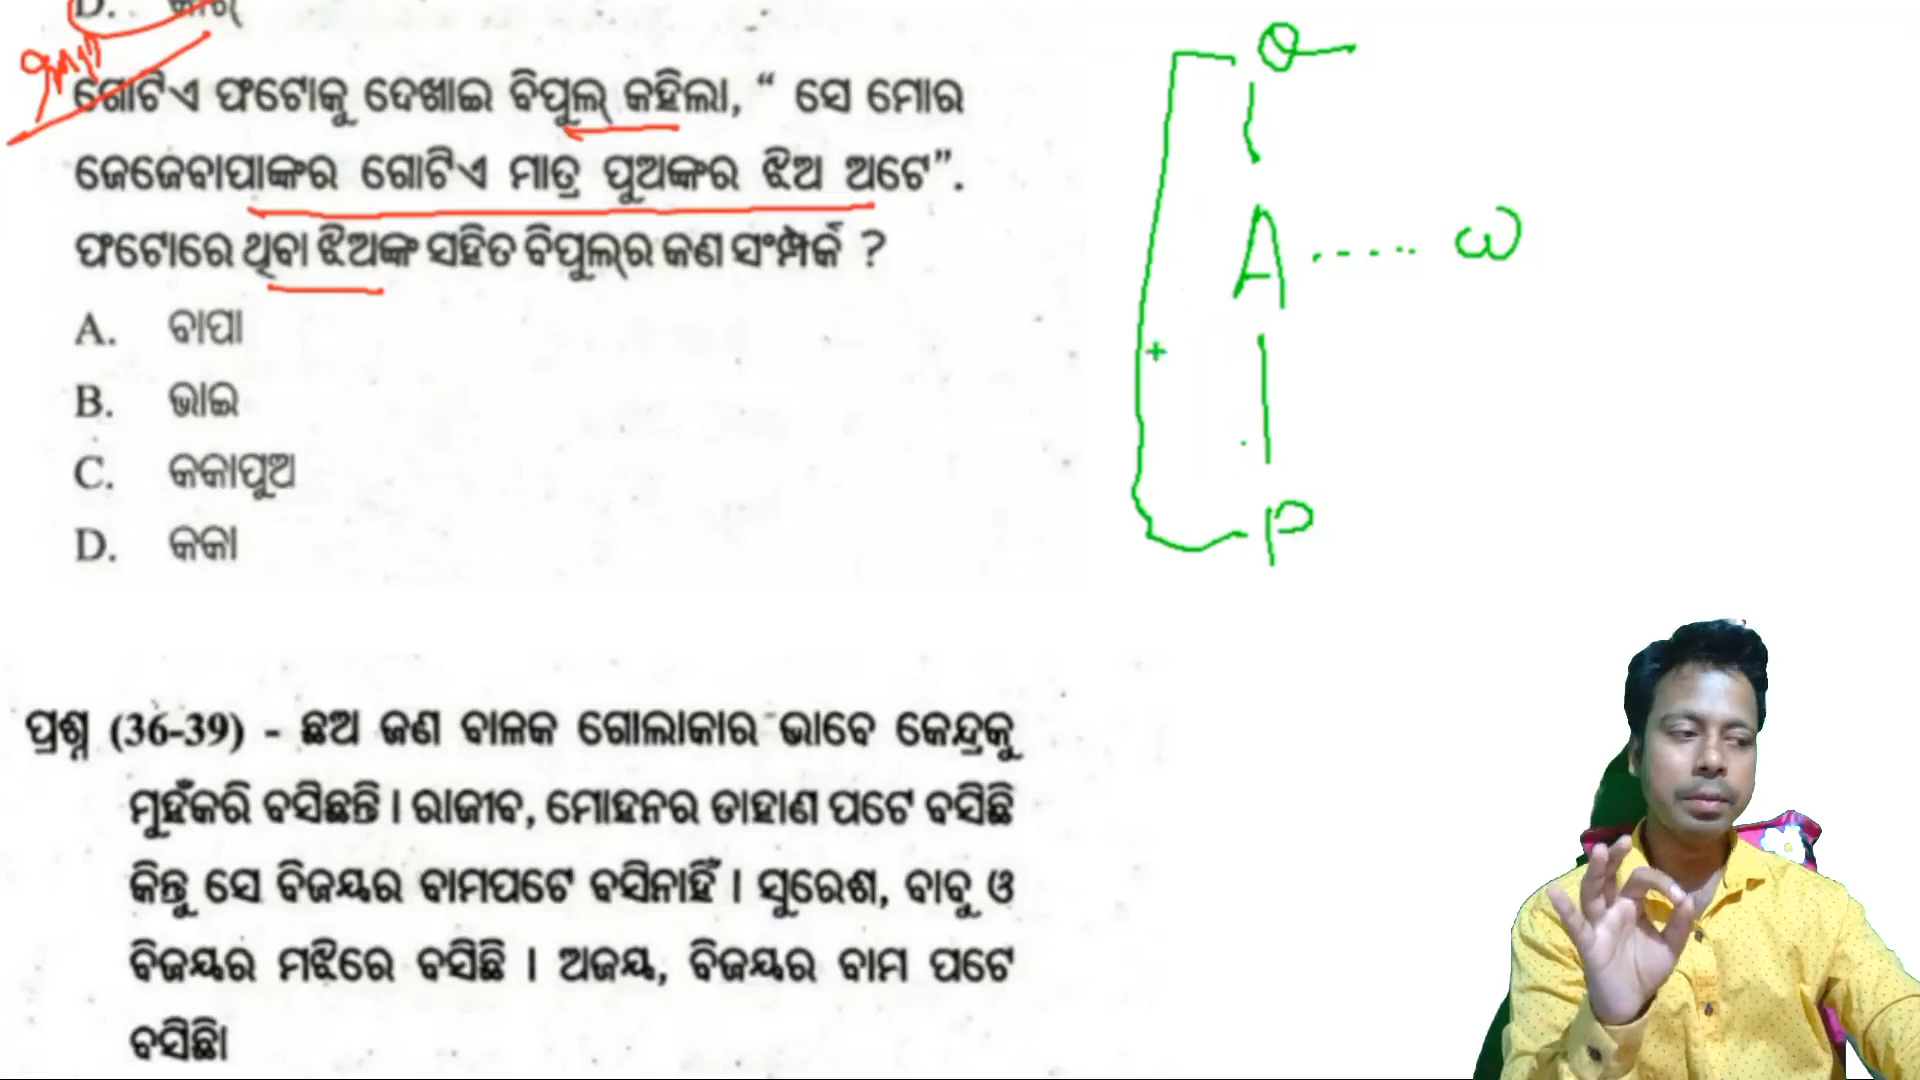 D.
ଗୋଟିଏ ଫଟୋକୁ ଦେଖାଇ ବିପୁଲ୍ କହିଲା, “ ସେ ମୋର
ଜେଜେବାପାଙ୍କର ଗୋଟିଏ ମାତ୍ର ପୁଅଙ୍କର ଝିଅ ଅଟେ”.
ଫଟୋରେ ଥିବା ଝିଅଙ୍କ ସହିତ ବିପୁଲ୍‌ର କଣ ସଂମ୍ପର୍କ ?
A. ବାପା
B. ଭାଇ
C. କକାପୁଅ
D. କକା
A ..... ω
P
ପ୍ରଶ୍ନ (36-39) - ଛଅ ଜଣ ବାଳକ ଗୋଲାକାର ଭାବେ କେନ୍ଦ୍ରକୁ
ମୁହଁକରି ବସିଛନ୍ତି । ରାଜୀବ, ମୋହନର ଡାହାଣ ପଟେ ବସିଛି
କିନ୍ତୁ ସେ ବିଜୟର ବାମପଟେ ବସିନାହିଁ । ସୁରେଶ, ବାବୁ ଓ
ବିଜୟର ମଝିରେ ବସିଛି । ଅଜୟ, ବିଜୟର ବାମ ପଟେ
ବସିଛି।